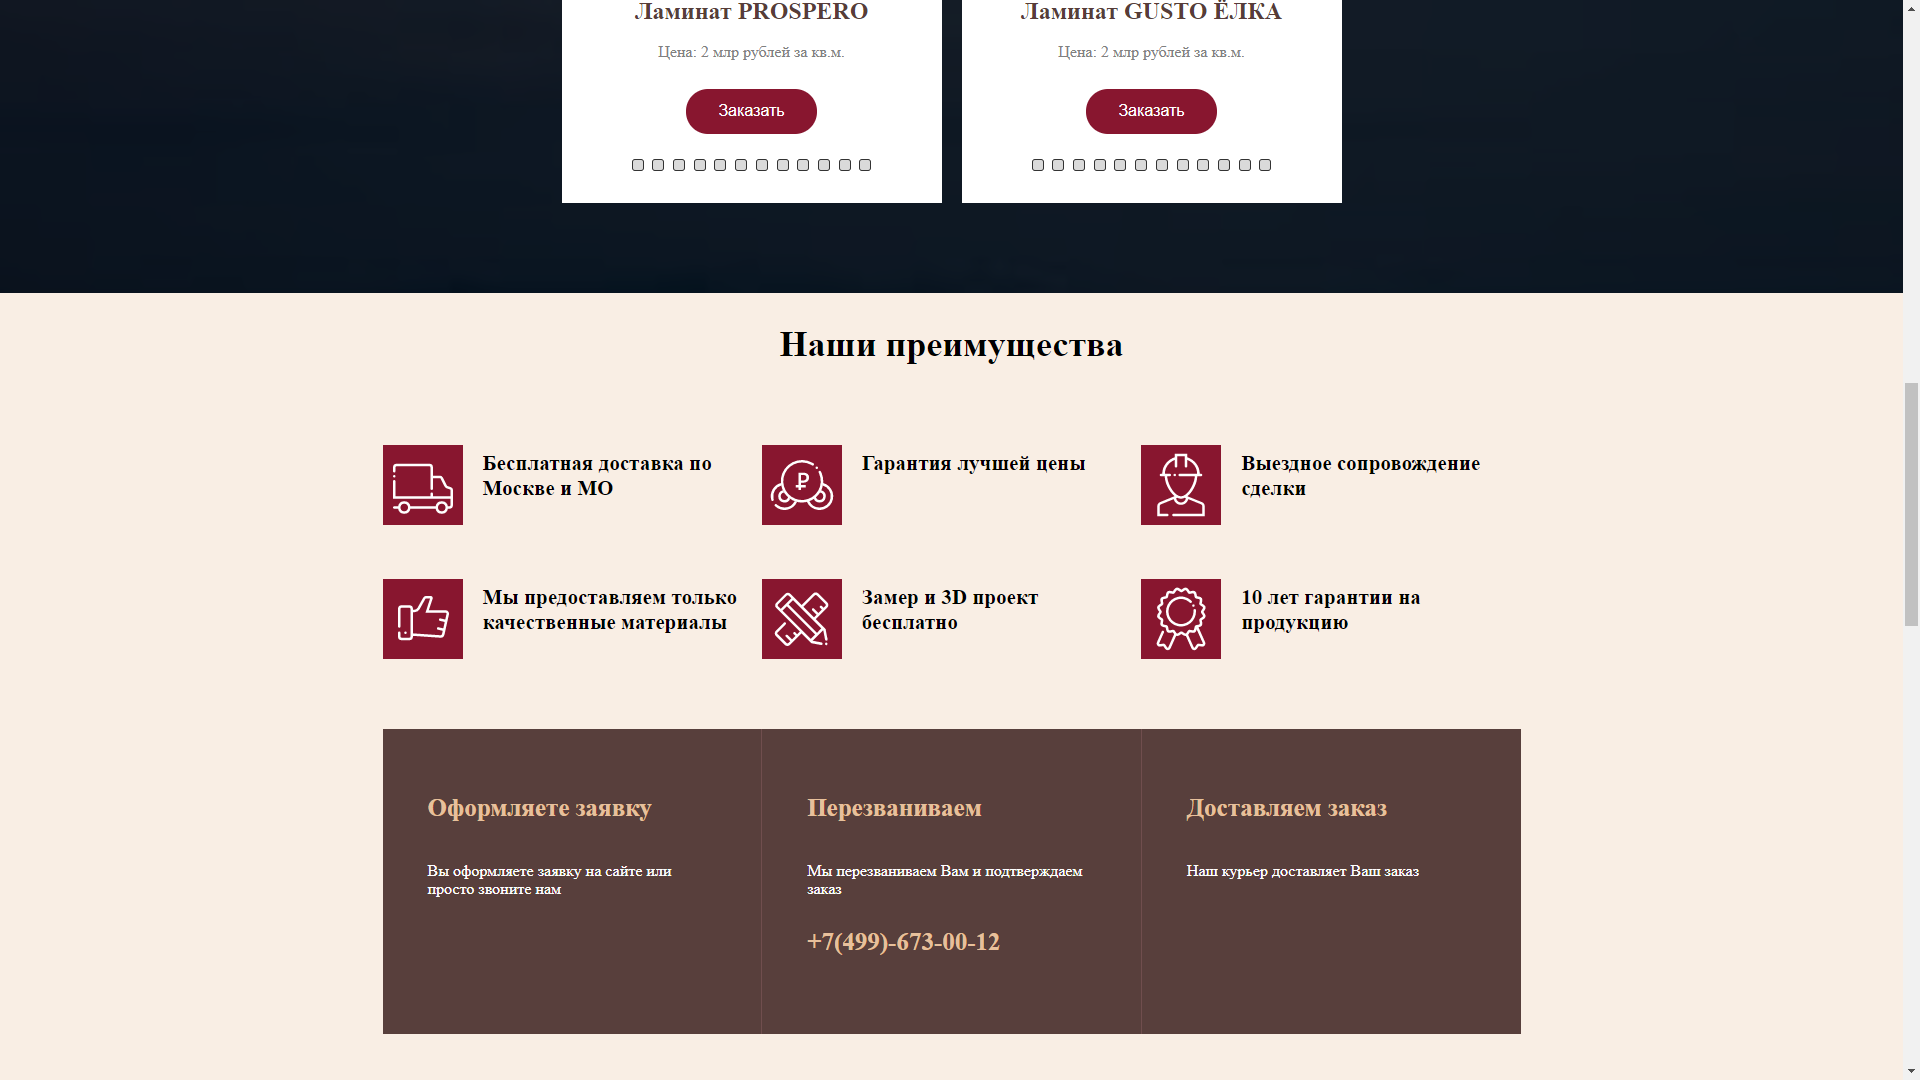 Ламинат PROSPERO
Цена: 2 млр рублей за кв.м.
Заказать
Ламинат GUSTO ЁЛКА
Цена: 2 млр рублей за кв.м.
Заказать
Наши преимущества
Бесплатная доставка по
Москве и МО
Гарантия лучшей цены
Выездное сопровождение
сделки
Мы предоставляем только
качественные материалы
Замер и 3D проект
бесплатно
10 лет гарантии на
продукцию
Оформляете заявку
Вы оформляете заявку на сайте или
просто звоните нам
Перезваниваем
Мы перезваниваем Вам и подтверждаем
заказ
+7(499)-673-00-12
Доставляем заказ
Наш курьер доставляет Ваш заказ